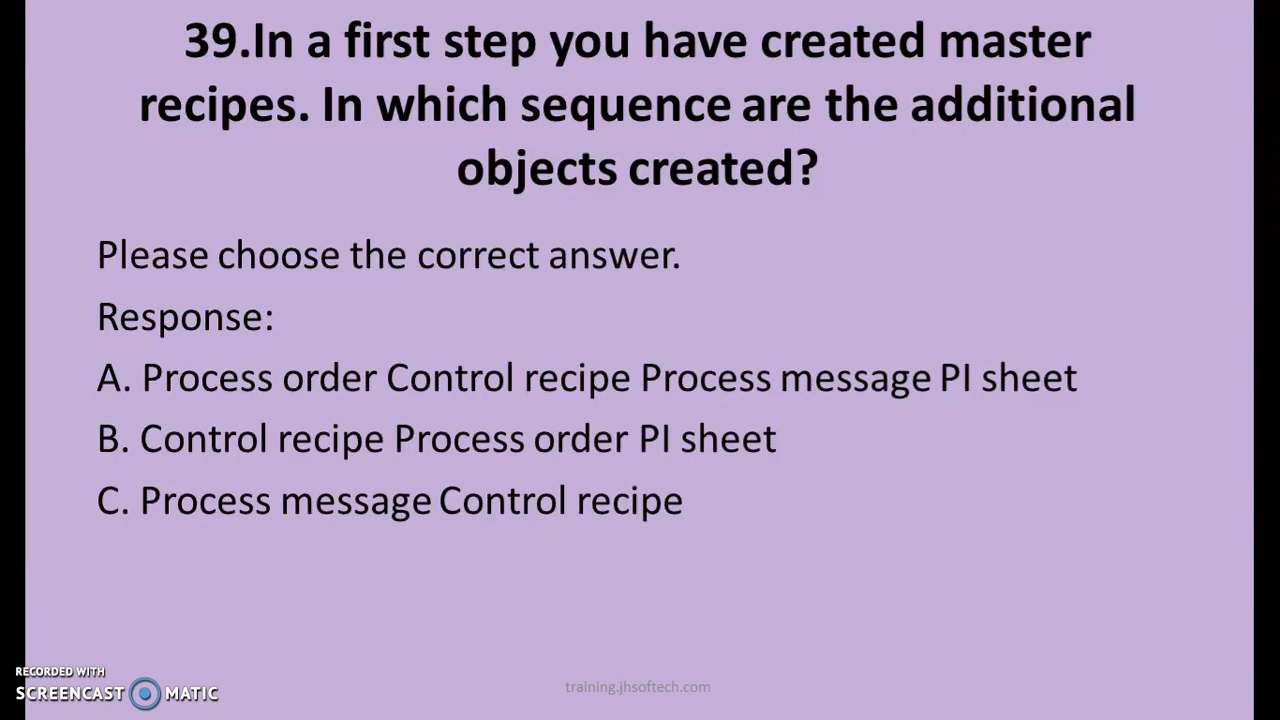 39.In a first step you have created master
recipes. In which sequence are the additional
objects created?
Please choose the correct answer.
Response:
A. Process order Control recipe Process message PI sheet
B. Control recipe Process order PI sheet
C. Process message Control recipe
RECORDED WITH
SCREENCAST MATIC
training.jhsoftech.com